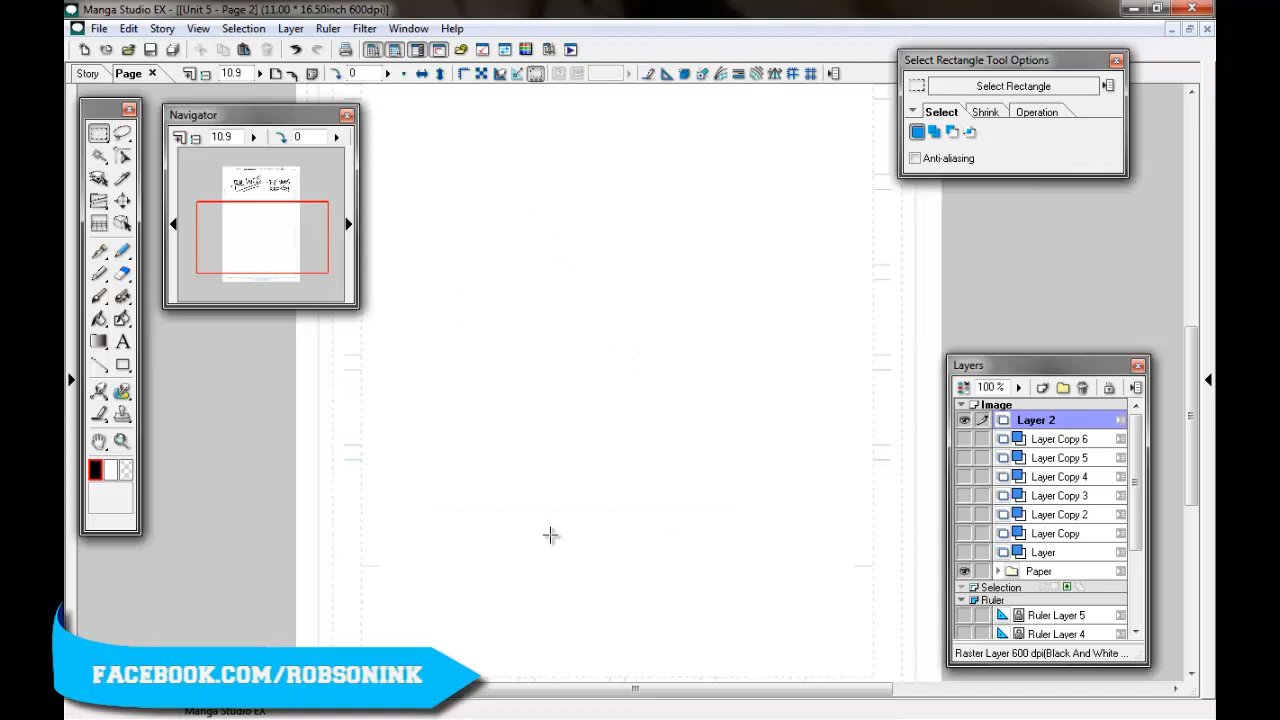 Manga Studio EX - [[Unit 5 - Page 2] (11.00 * 16.50inch 600dpi)]
File Edit Story View Selection Layer Ruler Filter Window Help
Story Page 10.9 0
Select Rectangle Tool Options
Select Rectangle
Select Shrink Operation
Anti-aliasing
Navigator
10.9 0
Layers
100 %
Image
Layer 2
Layer Copy 6
Layer Copy 5
Layer Copy 4
Layer Copy 3
Layer Copy 2
Layer Copy
Layer
Paper
Selection
Ruler
Ruler Layer 5
Ruler Layer 4
Raster Layer 600 dpi(Black And White ...
FACEBOOK.COM/ROBSONINK
Manga Studio EX